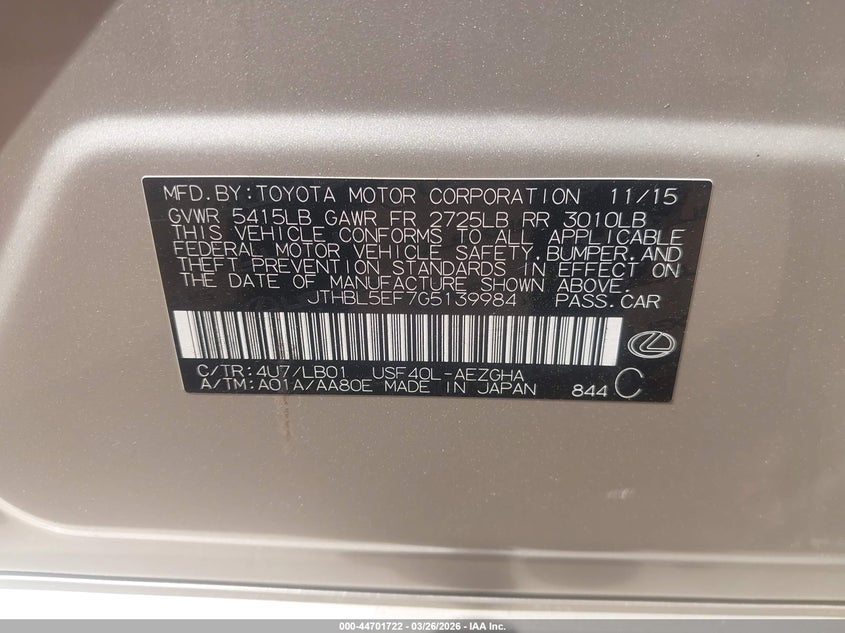 MFD.BY:TOYOTA MOTOR CORPORATION 11/15
GVWR 5415LB GAWR FR 2725LB RR 3010LB
THIS VEHICLE CONFORMS TO ALL APPLICABLE
FEDERAL MOTOR VEHICLE SAFETY,BUMPER,AND
THEFT PREVENTION STANDARDS IN EFFECT ON
THE DATE OF MANUFACTURE SHOWN ABOVE.
JTHBL5EF7G5139984 PASS.CAR
C/TR:4U7/LB01 USF40L-AEZGHA
A/TM:A01A/AA80E MADE IN JAPAN 844 C
000-44701722 - 03/26/2026 - IAA Inc.